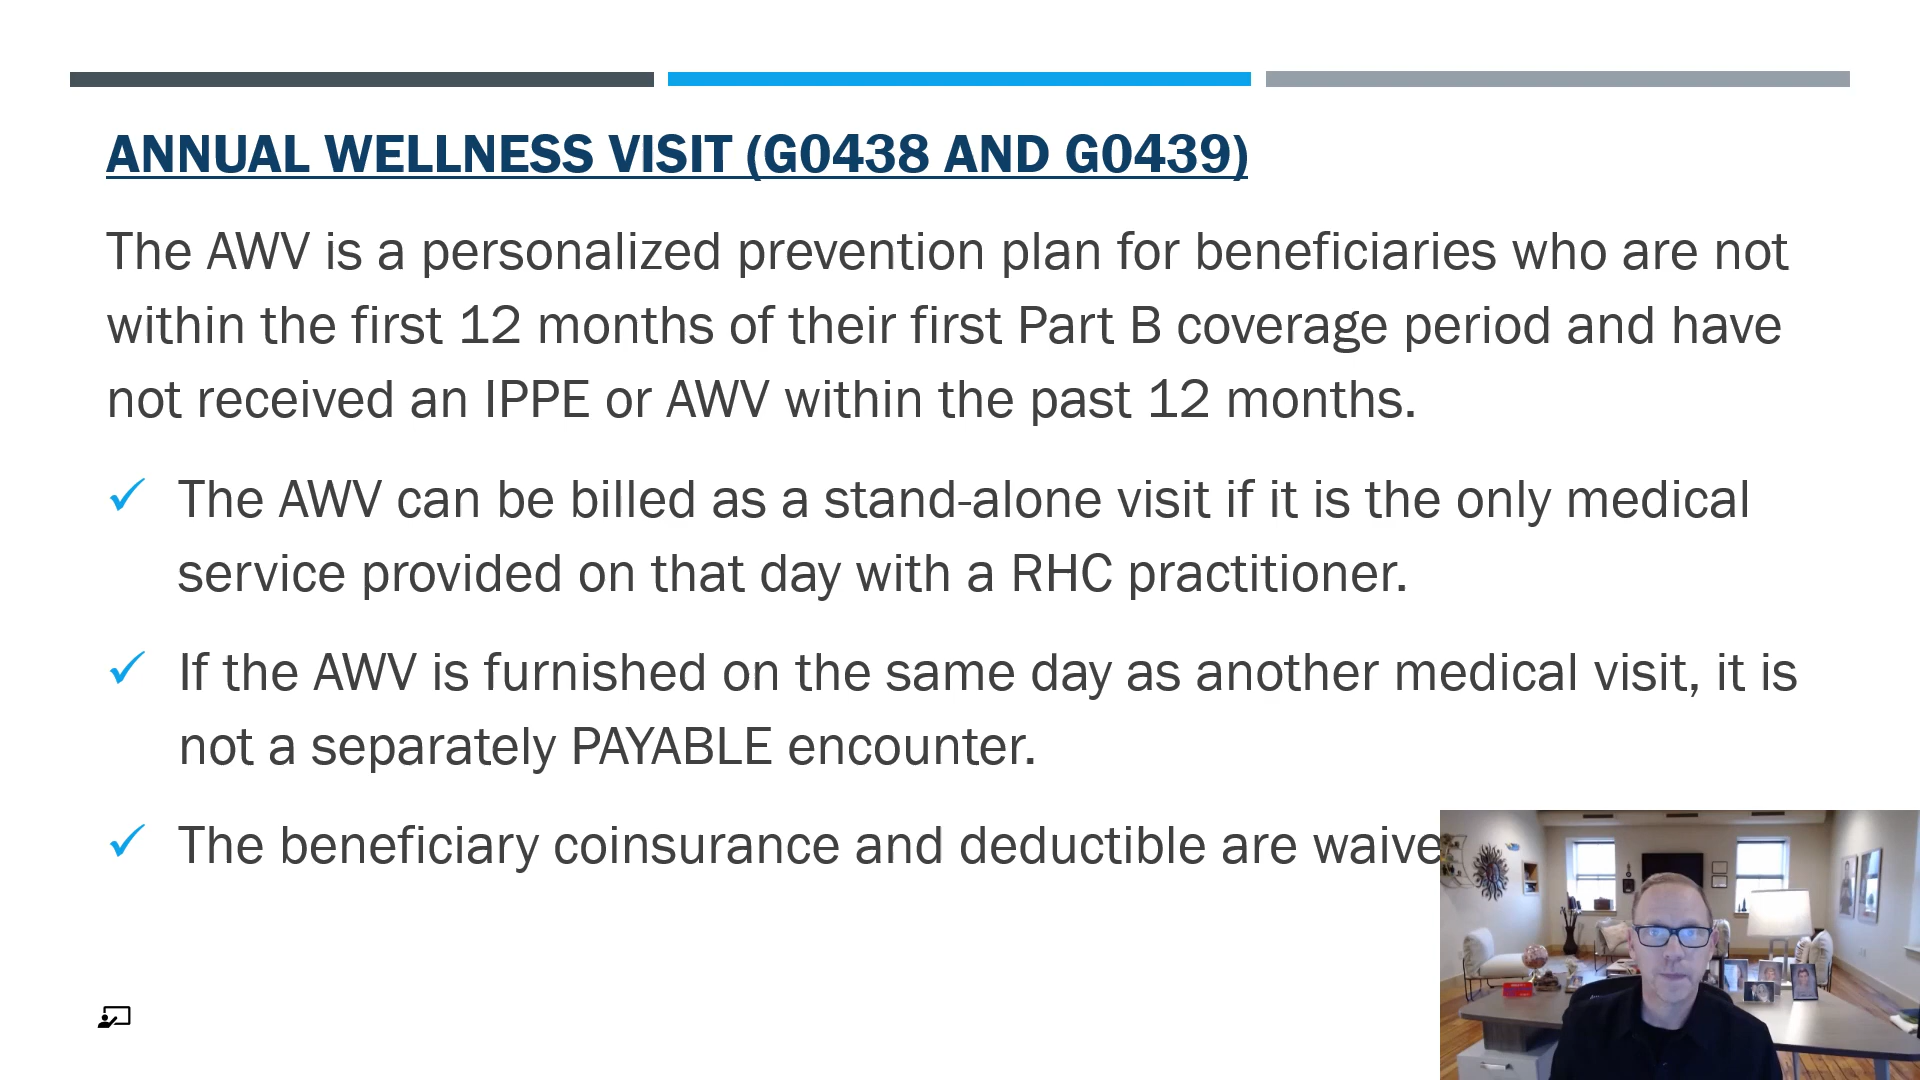 ANNUAL WELLNESS VISIT (G0438 AND G0439)
The AWV is a personalized prevention plan for beneficiaries who are not
within the first 12 months of their first Part B coverage period and have
not received an IPPE or AWV within the past 12 months.
✓ The AWV can be billed as a stand-alone visit if it is the only medical
service provided on that day with a RHC practitioner.
✓ If the AWV is furnished on the same day as another medical visit, it is
not a separately PAYABLE encounter.
✓ The beneficiary coinsurance and deductible are waive